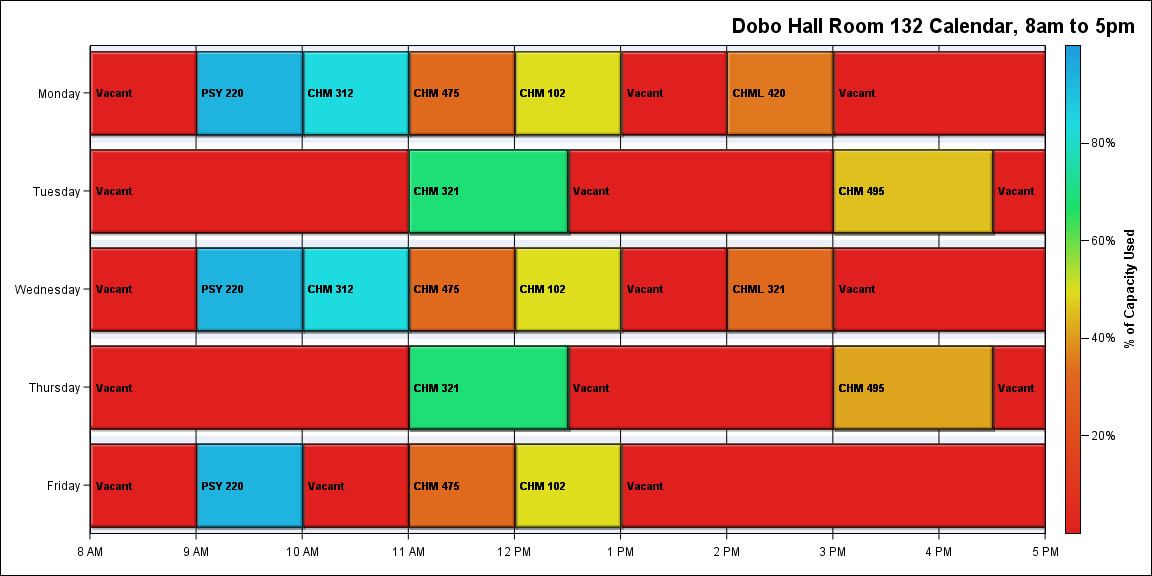 Dobo Hall Room 132 Calendar, 8am to 5pm
Monday
Vacant
PSY 220
CHM 312
CHM 475
CHM 102
Vacant
CHML 420
Vacant
Tuesday
Vacant
CHM 321
Vacant
CHM 495
Vacant
Wednesday
Vacant
PSY 220
CHM 312
CHM 475
CHM 102
Vacant
CHML 321
Vacant
Thursday
Vacant
CHM 321
Vacant
CHM 495
Vacant
Friday
Vacant
PSY 220
Vacant
CHM 475
CHM 102
Vacant
8 AM
9 AM
10 AM
11 AM
12 PM
1 PM
2 PM
3 PM
4 PM
5 PM
80%
60%
40%
20%
% of Capacity Used